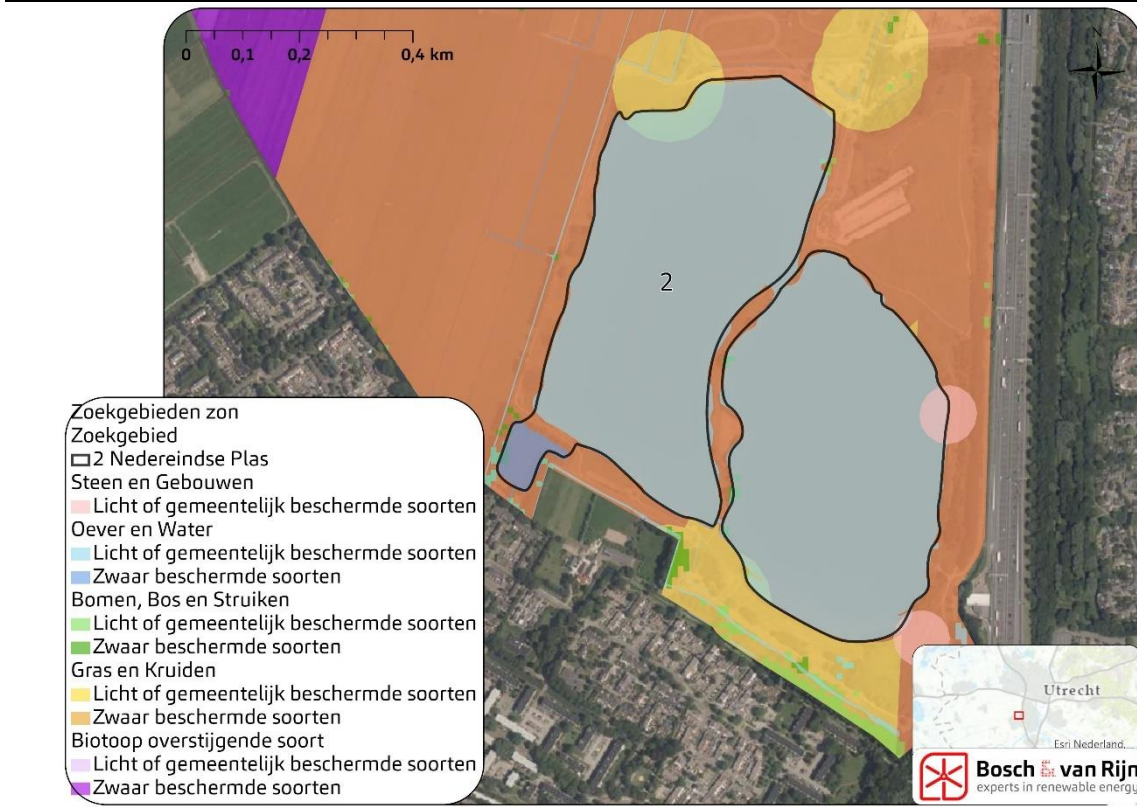 N
0 0,1 0,2 0,4 km
2
Zoekgebieden zon
Zoekgebied
2 Nedereindse Plas
Steen en Gebouwen
Licht of gemeentelijk beschermde soorten
Oever en Water
Licht of gemeentelijk beschermde soorten
Zwaar beschermde soorten
Bomen, Bos en Struiken
Licht of gemeentelijk beschermde soorten
Zwaar beschermde soorten
Gras en Kruiden
Licht of gemeentelijk beschermde soorten
Zwaar beschermde soorten
Biotoop overstijgende soort
Licht of gemeentelijk beschermde soorten
Zwaar beschermde soorten
Utrecht
Esri Nederland,...
Bosch & van Rijn
experts in renewable energy